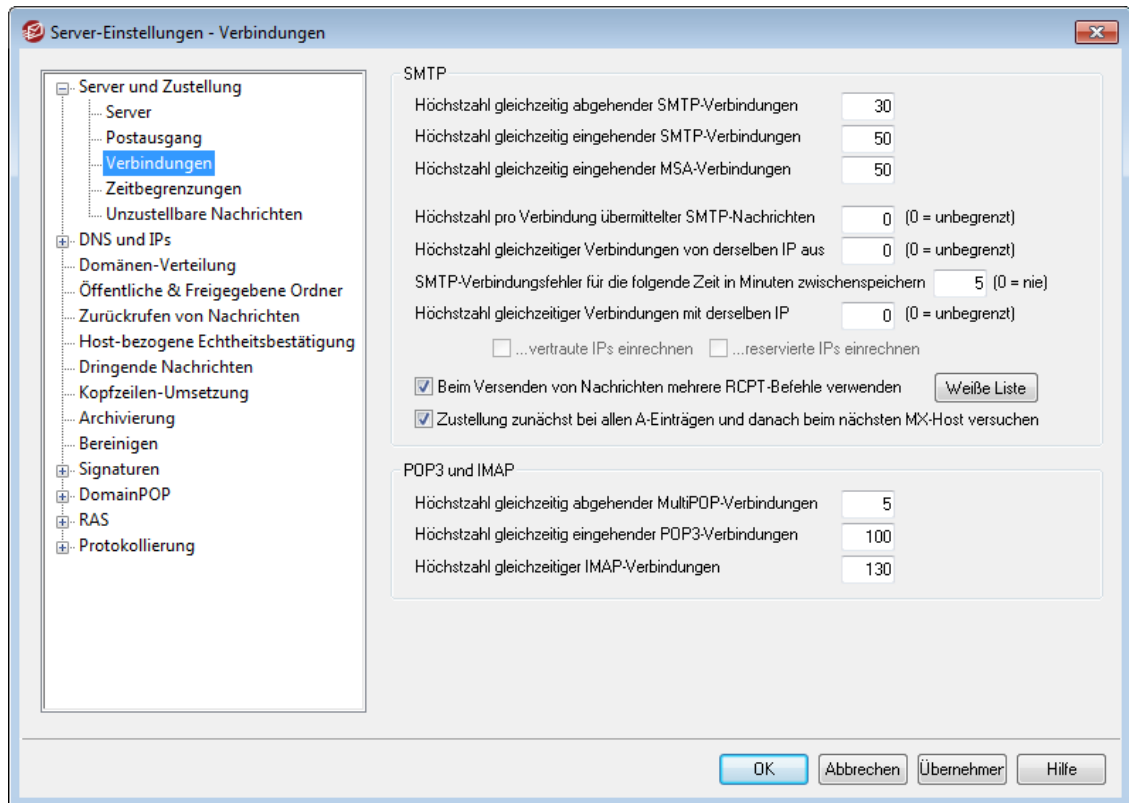 Server-Einstellungen - Verbindungen
Server und Zustellung
Server
Postausgang
Verbindungen
Zeitbegrenzungen
Unzustellbare Nachrichten
DNS und IPs
Domänen-Verteilung
Öffentliche & Freigegebene Ordner
Zurückrufen von Nachrichten
Host-bezogene Echtheitsbestätigung
Dringende Nachrichten
Kopfzeilen-Umsetzung
Archivierung
Bereinigen
Signaturen
DomainPOP
RAS
Protokollierung
SMTP
Höchstzahl gleichzeitig abgehender SMTP-Verbindungen 30
Höchstzahl gleichzeitig eingehender SMTP-Verbindungen 50
Höchstzahl gleichzeitig eingehender MSA-Verbindungen 50
Höchstzahl pro Verbindung übermittelter SMTP-Nachrichten 0 (0 = unbegrenzt)
Höchstzahl gleichzeitiger Verbindungen von derselben IP aus 0 (0 = unbegrenzt)
SMTP-Verbindungsfehler für die folgende Zeit in Minuten zwischenspeichern 5 (0 = nie)
Höchstzahl gleichzeitiger Verbindungen mit derselben IP 0 (0 = unbegrenzt)
...vertraute IPs einrechnen ...reservierte IPs einrechnen
Beim Versenden von Nachrichten mehrere RCPT-Befehle verwenden Weiße Liste
Zustellung zunächst bei allen A-Einträgen und danach beim nächsten MX-Host versuchen
POP3 und IMAP
Höchstzahl gleichzeitig abgehender MultiPOP-Verbindungen 5
Höchstzahl gleichzeitig eingehender POP3-Verbindungen 100
Höchstzahl gleichzeitiger IMAP-Verbindungen 130
OK Abbrechen Übernehmer Hilfe